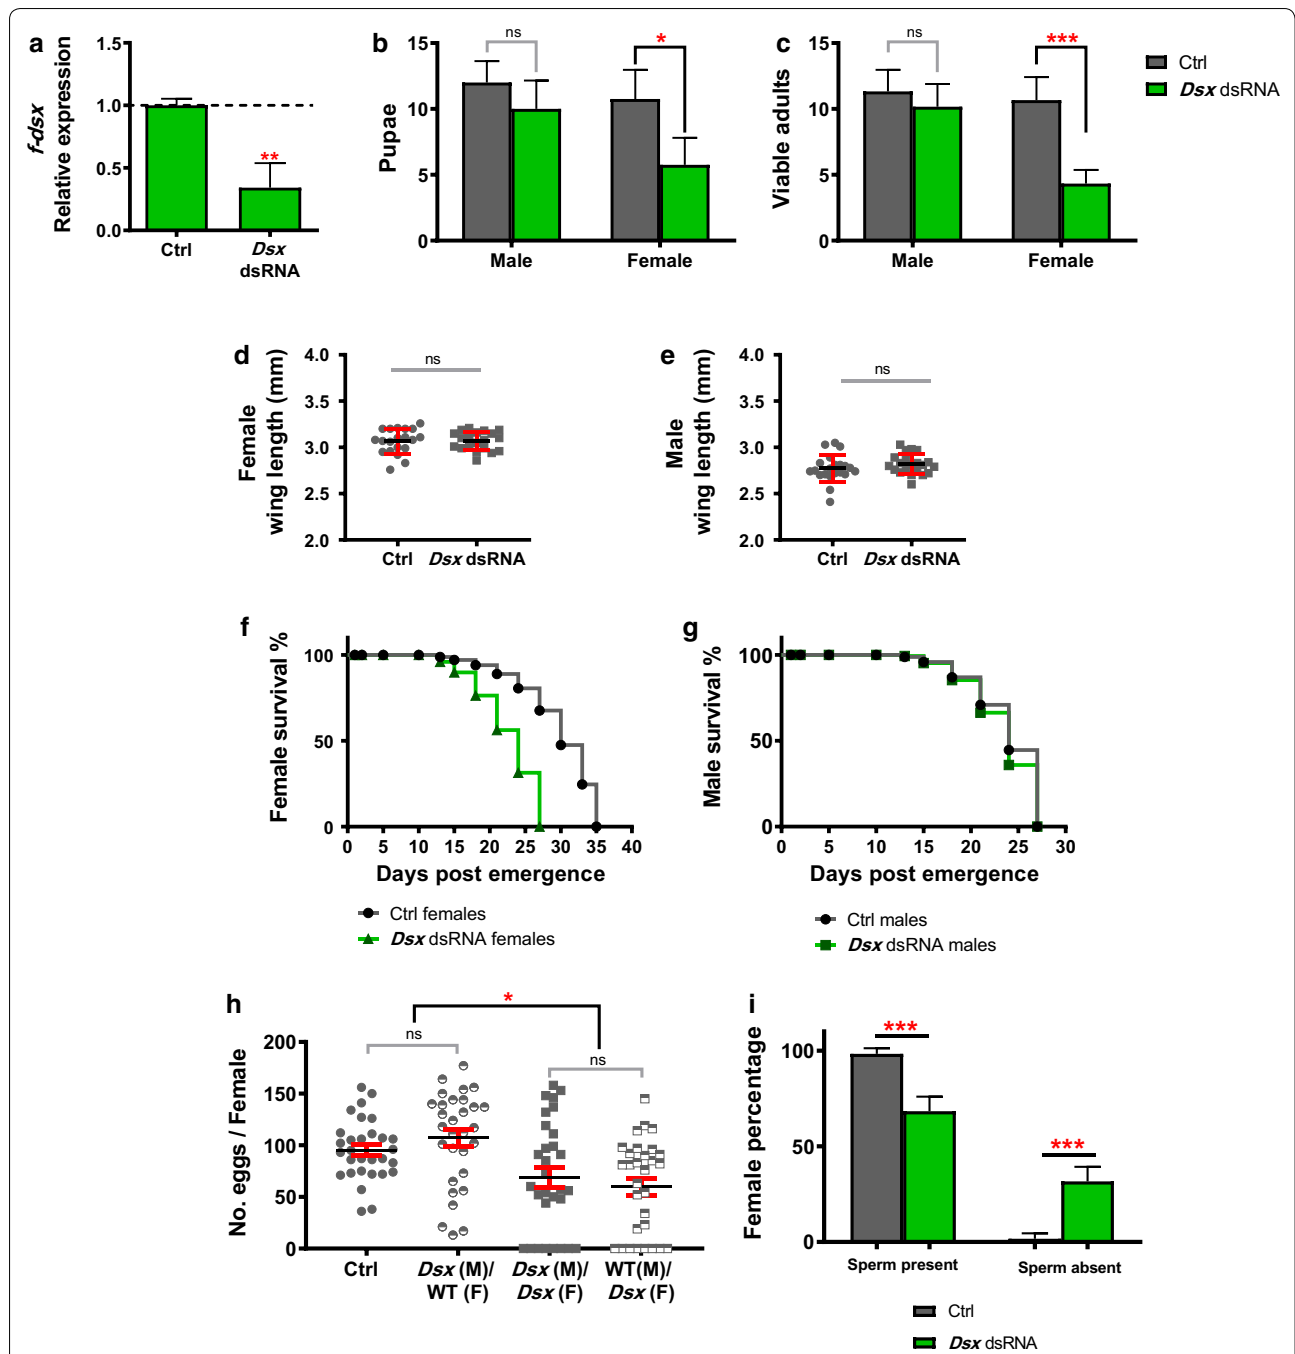 a
f-dsx
Relative expression
1.5
1.0
0.5
0.0
**
Ctrl
Dsx
dsRNA
b
Pupae
15
10
5
0
ns
*
Male
Female
c
Viable adults
15
10
5
0
ns
***
Male
Female
Ctrl
Dsx dsRNA
d
Female
wing length (mm)
4.0
3.5
3.0
2.5
2.0
ns
Ctrl
Dsx dsRNA
e
Male
wing length (mm)
4.0
3.5
3.0
2.5
2.0
ns
Ctrl
Dsx dsRNA
f
Female survival %
100
50
0
0 5 10 15 20 25 30 35 40
Days post emergence
Ctrl females
Dsx dsRNA females
g
Male survival %
100
50
0
0 5 10 15 20 25 30
Days post emergence
Ctrl males
Dsx dsRNA males
h
No. eggs / Female
200
150
100
50
0
*
ns
ns
Ctrl
Dsx (M)/
WT (F)
Dsx (M)/
Dsx (F)
WT(M)/
Dsx (F)
i
Female percentage
100
50
0
***
***
Sperm present
Sperm absent
Ctrl
Dsx dsRNA